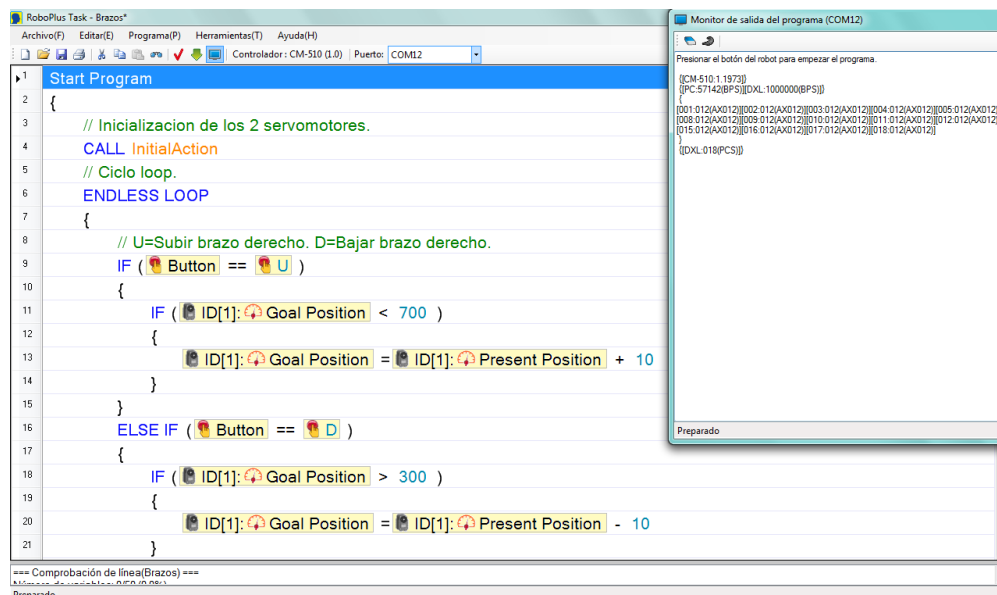 RoboPlus Task - Brazos*
Archivo(F) Editar(E) Programa(P) Herramientas(T) Ayuda(H)
Controlador : CM-510 (1.0) Puerto: COM12
1 Start Program
2 {
3 // Inicializacion de los 2 servomotores.
4 CALL InitialAction
5 // Ciclo loop.
6 ENDLESS LOOP
7 {
8 // U=Subir brazo derecho. D=Bajar brazo derecho.
9 IF ( Button == U )
10 {
11 IF ( ID[1]: Goal Position < 700 )
12 {
13 ID[1]: Goal Position = ID[1]: Present Position + 10
14 }
15 }
16 ELSE IF ( Button == D )
17 {
18 IF ( ID[1]: Goal Position > 300 )
19 {
20 ID[1]: Goal Position = ID[1]: Present Position - 10
21 }
=== Comprobación de línea(Brazos) ===
Preparado
Monitor de salida del programa (COM12)
Presionar el botón del robot para empezar el programa.
{[CM-510:1.1973]}
{[PC:57142(BPS)][DXL:1000000(BPS)]}
{
[001:012(AX012)][002:012(AX012)][003:012(AX012)][004:012(AX012)][005:012(AX012)
[008:012(AX012)][009:012(AX012)][010:012(AX012)][011:012(AX012)][012:012(AX012)
[015:012(AX012)][016:012(AX012)][017:012(AX012)][018:012(AX012)]
}
{[DXL:018(PCS)]}
Preparado